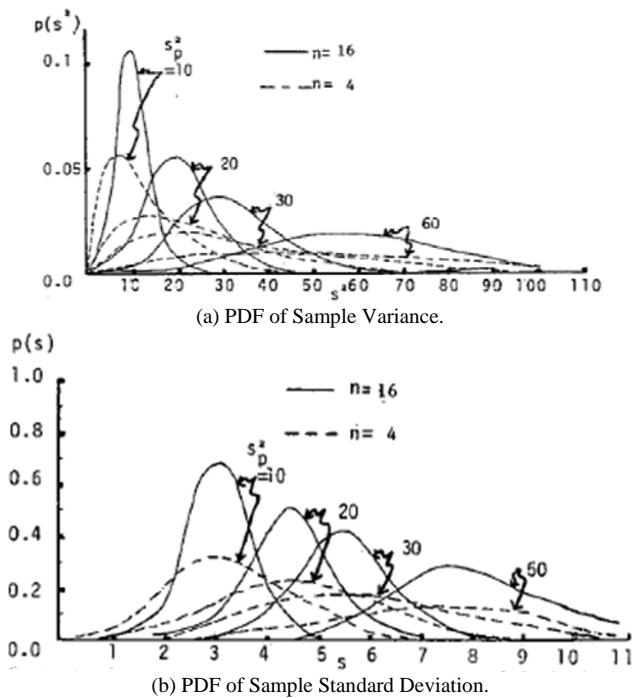 p(s²)
s²p
=10
n= 16
n= 4
0.1
20
0.05
30
60
0.0
10 20 30 40 50 60 70 80 90 100 110
s²
(a) PDF of Sample Variance.
p(s)
1.0
n= 16
0.8
n= 4
s²p
=10
0.6
20
0.4
30
60
0.2
0.0
1 2 3 4 5 6 7 8 9 10 11
s
(b) PDF of Sample Standard Deviation.